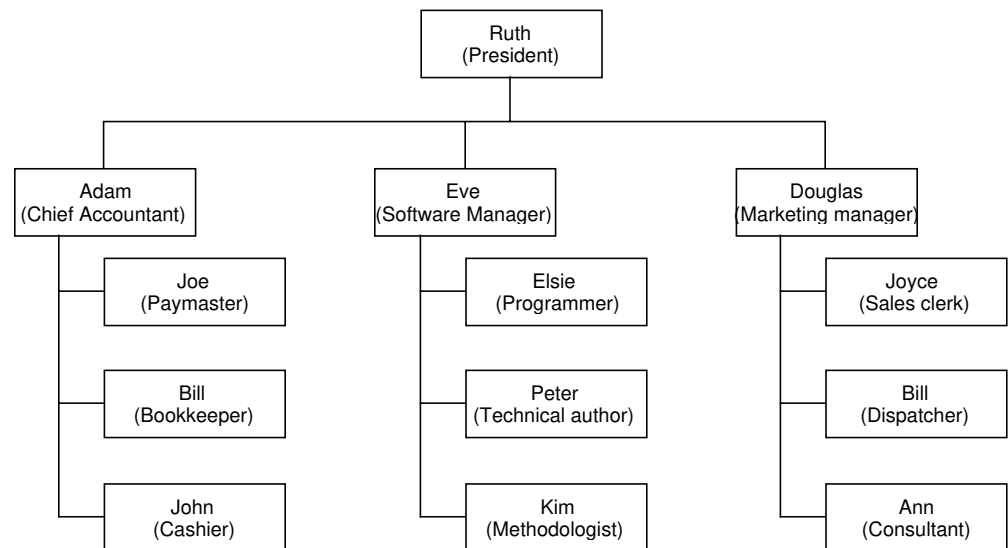 Ruth
(President)
Adam
(Chief Accountant)
Eve
(Software Manager)
Douglas
(Marketing manager)
Joe
(Paymaster)
Elsie
(Programmer)
Joyce
(Sales clerk)
Bill
(Bookkeeper)
Peter
(Technical author)
Bill
(Dispatcher)
John
(Cashier)
Kim
(Methodologist)
Ann
(Consultant)